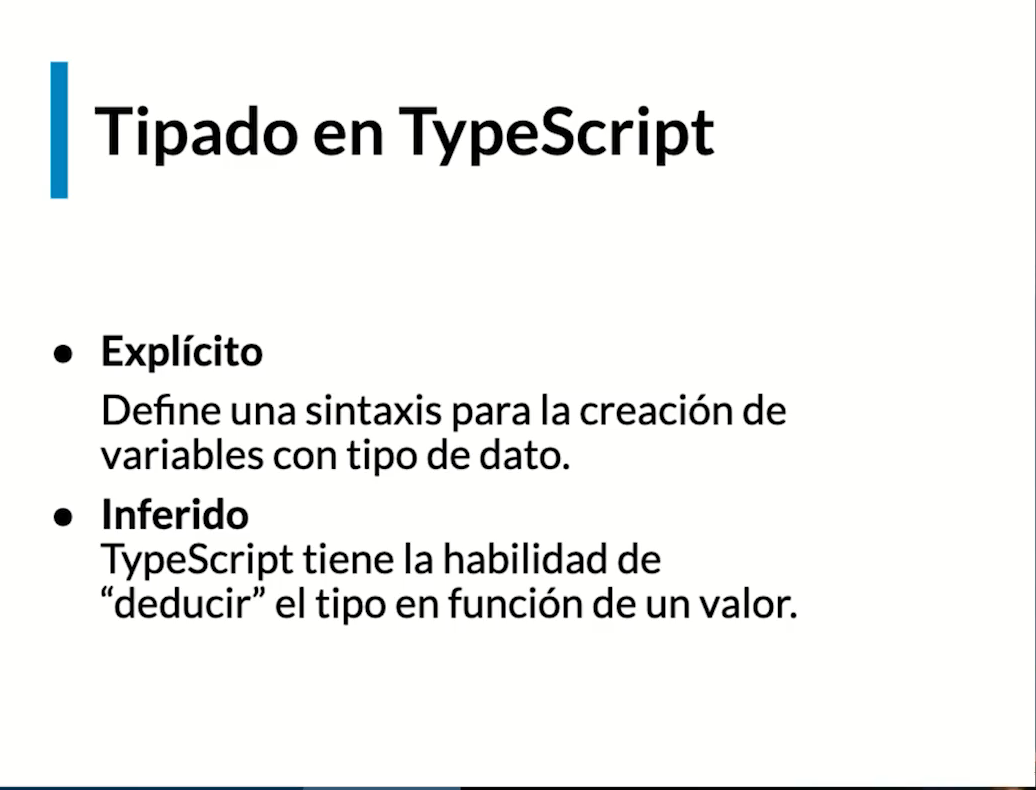 Tipado en TypeScript
● Explícito
Define una sintaxis para la creación de
variables con tipo de dato.
● Inferido
TypeScript tiene la habilidad de
“deducir” el tipo en función de un valor.